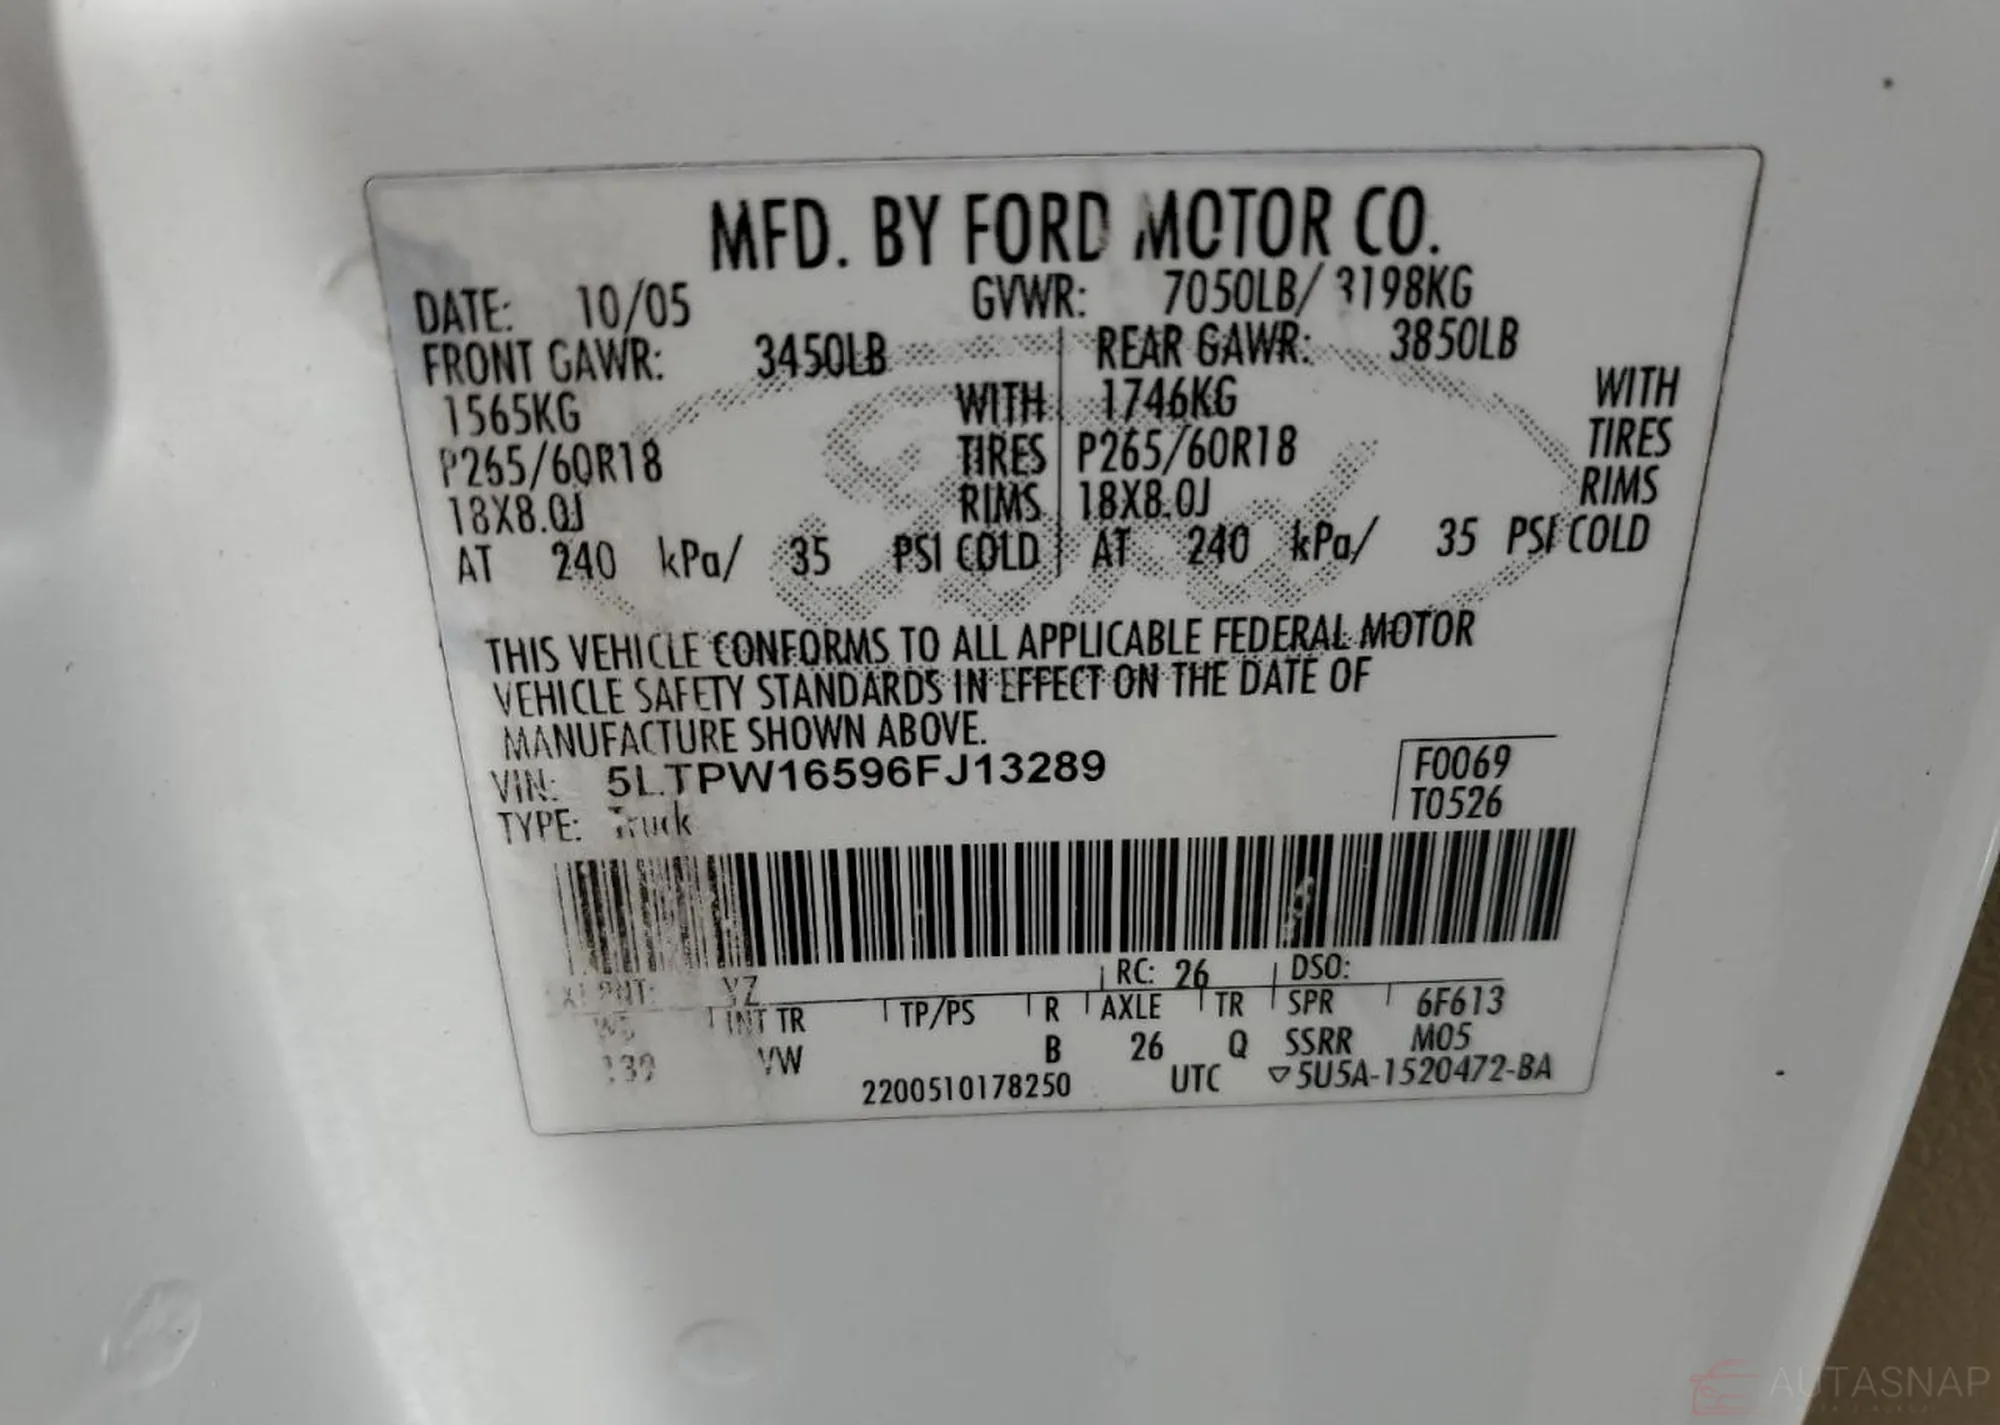 MFD. BY FORD MOTOR CO.
DATE: 10/05 GVWR: 7050LB/ 3198KG
FRONT GAWR: 3450LB REAR GAWR: 3850LB
1565KG WITH 1746KG WITH
P265/60R18 TIRES P265/60R18 TIRES
18X8.0J RIMS 18X8.0J RIMS
AT 240 kPa/ 35 PSI COLD AT 240 kPa/ 35 PSI COLD
THIS VEHICLE CONFORMS TO ALL APPLICABLE FEDERAL MOTOR
VEHICLE SAFETY STANDARDS IN EFFECT ON THE DATE OF
MANUFACTURE SHOWN ABOVE.
VIN: 5LTPW16596FJ13289 F0069
TYPE: Truck T0526
YZ RC: 26 DSO:
INT TR TP/PS R AXLE TR SPR 6F613
VW B 26 Q SSRR M05
2200510178250 UTC ▽5U5A-1520472-BA
AUTASNAP